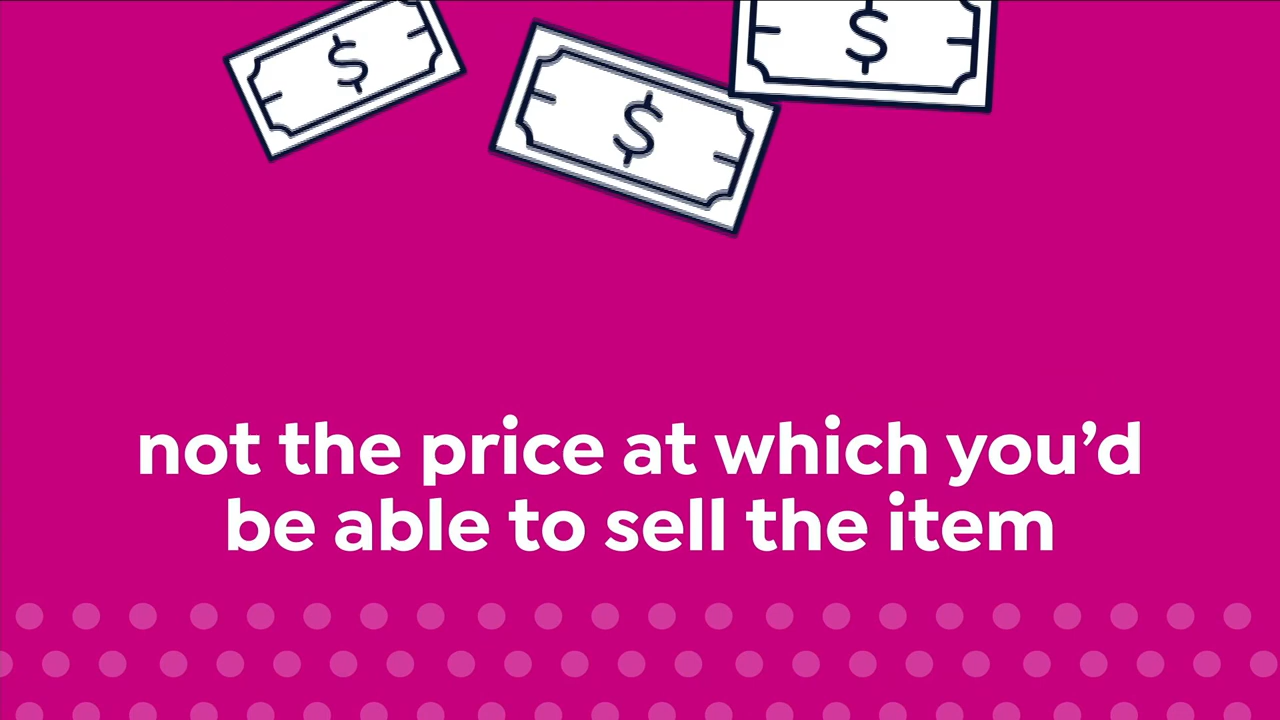 $
$
$
not the price at which you’d
be able to sell the item